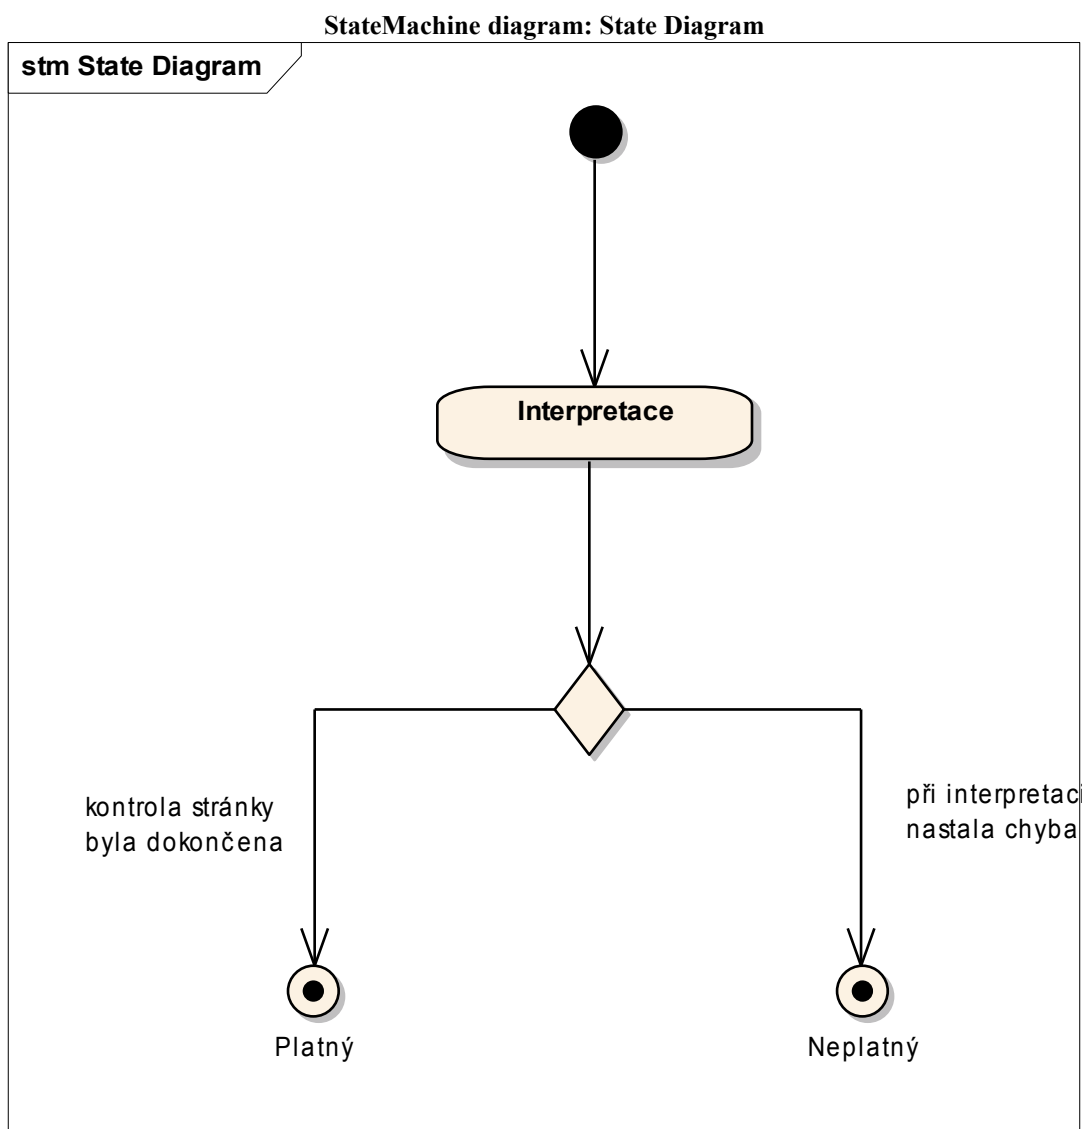 StateMachine diagram: State Diagram
stm State Diagram
Interpretace
kontrola stránky
byla dokončena
při interpretaci
nastala chyba
Platný
Neplatný